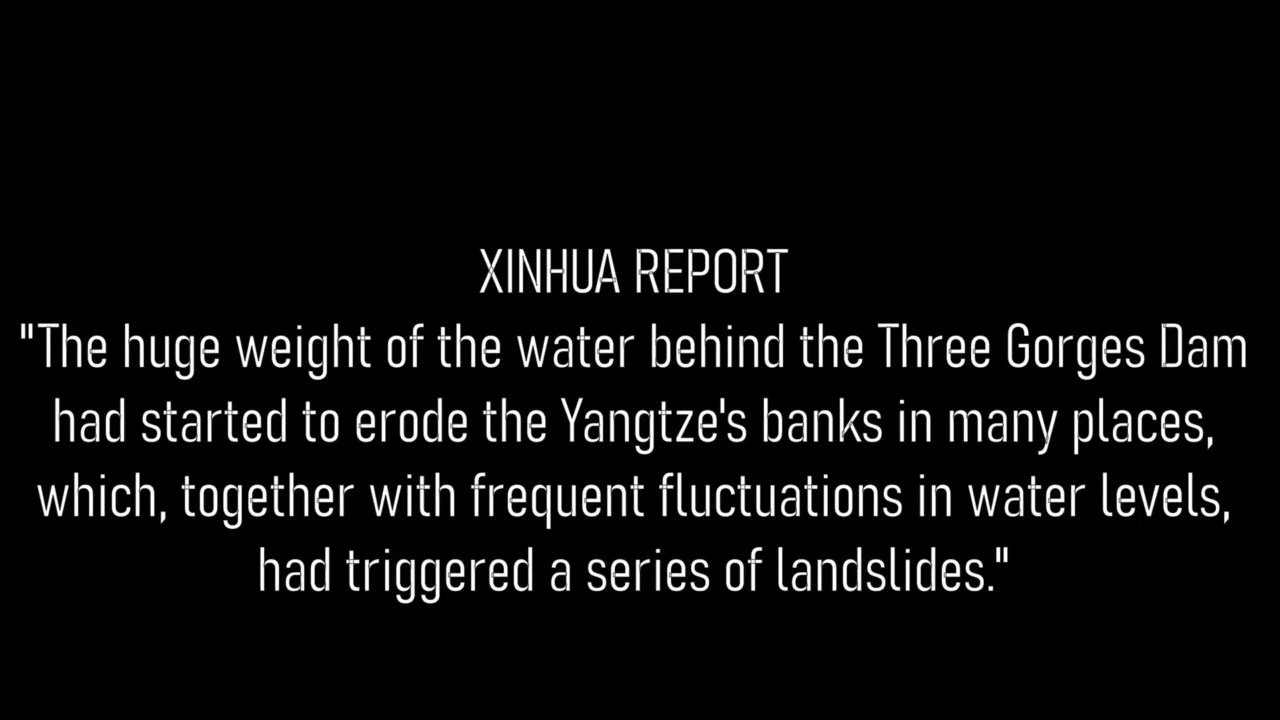 XINHUA REPORT
"The huge weight of the water behind the Three Gorges Dam
had started to erode the Yangtze's banks in many places,
which, together with frequent fluctuations in water levels,
had triggered a series of landslides."